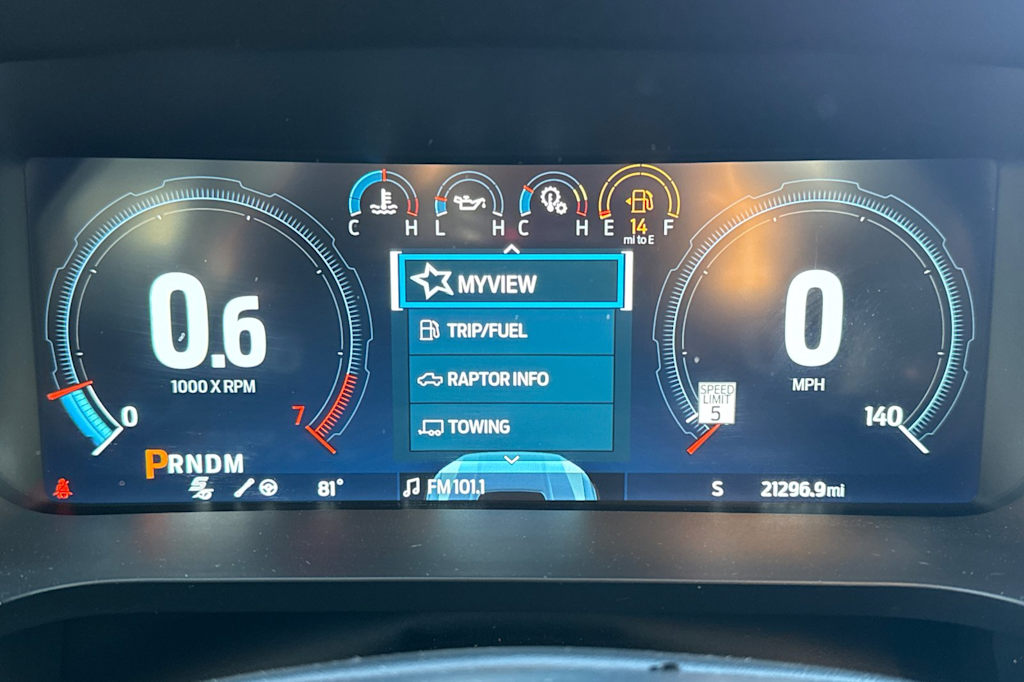 C H L H C H E 14 F
mi to E
MYVIEW
TRIP/FUEL
RAPTOR INFO
TOWING
0.6
1000 X RPM
0
7
0
MPH
SPEED
LIMIT
5
140
PRNDM
81°
FM 101.1
S
21296.9mi